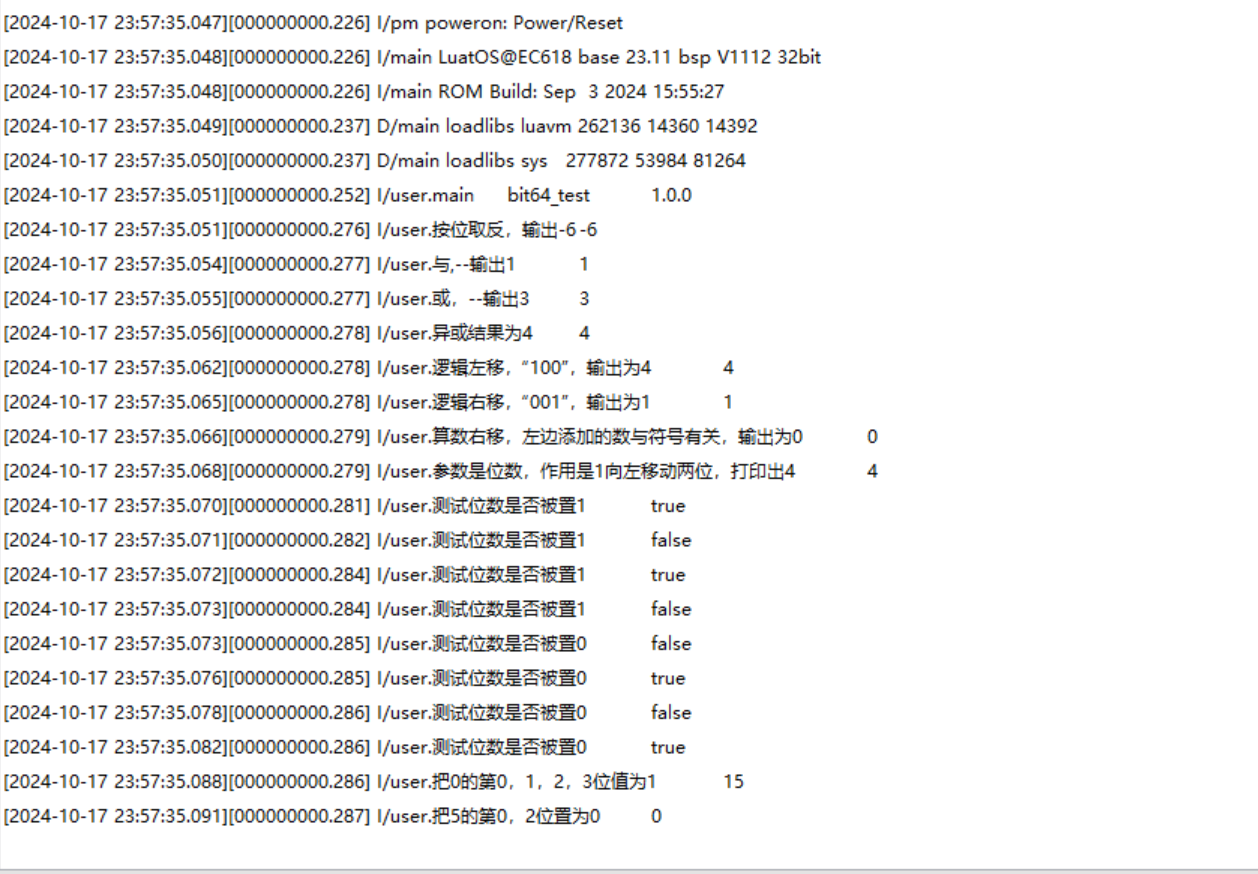 [2024-10-17 23:57:35.047][000000000.226] I/pm poweron: Power/Reset
[2024-10-17 23:57:35.048][000000000.226] I/main LuatOS@EC618 base 23.11 bsp V1112 32bit
[2024-10-17 23:57:35.048][000000000.226] I/main ROM Build: Sep  3 2024 15:55:27
[2024-10-17 23:57:35.049][000000000.237] D/main loadlibs luavm 262136 14360 14392
[2024-10-17 23:57:35.050][000000000.237] D/main loadlibs sys   277872 53984 81264
[2024-10-17 23:57:35.051][000000000.252] I/user.main	bit64_test	1.0.0
[2024-10-17 23:57:35.051][000000000.276] I/user.按位取反，输出-6	-6
[2024-10-17 23:57:35.054][000000000.277] I/user.与,--输出1	1
[2024-10-17 23:57:35.055][000000000.277] I/user.或，--输出3	3
[2024-10-17 23:57:35.056][000000000.278] I/user.异或结果为4	4
[2024-10-17 23:57:35.062][000000000.278] I/user.逻辑左移，“100”，输出为4	4
[2024-10-17 23:57:35.065][000000000.278] I/user.逻辑右移，“001”，输出为1	1
[2024-10-17 23:57:35.066][000000000.279] I/user.算数右移，左边添加的数与符号有关，输出为0	0
[2024-10-17 23:57:35.068][000000000.279] I/user.参数是位数，作用是1向左移动两位，打印出4	4
[2024-10-17 23:57:35.070][000000000.281] I/user.测试位数是否被置1	true
[2024-10-17 23:57:35.071][000000000.282] I/user.测试位数是否被置1	false
[2024-10-17 23:57:35.072][000000000.284] I/user.测试位数是否被置1	true
[2024-10-17 23:57:35.073][000000000.284] I/user.测试位数是否被置1	false
[2024-10-17 23:57:35.073][000000000.285] I/user.测试位数是否被置0	false
[2024-10-17 23:57:35.076][000000000.285] I/user.测试位数是否被置0	true
[2024-10-17 23:57:35.078][000000000.286] I/user.测试位数是否被置0	false
[2024-10-17 23:57:35.082][000000000.286] I/user.测试位数是否被置0	true
[2024-10-17 23:57:35.088][000000000.286] I/user.把0的第0，1，2，3位值为1	15
[2024-10-17 23:57:35.091][000000000.287] I/user.把5的第0，2位置为0	0